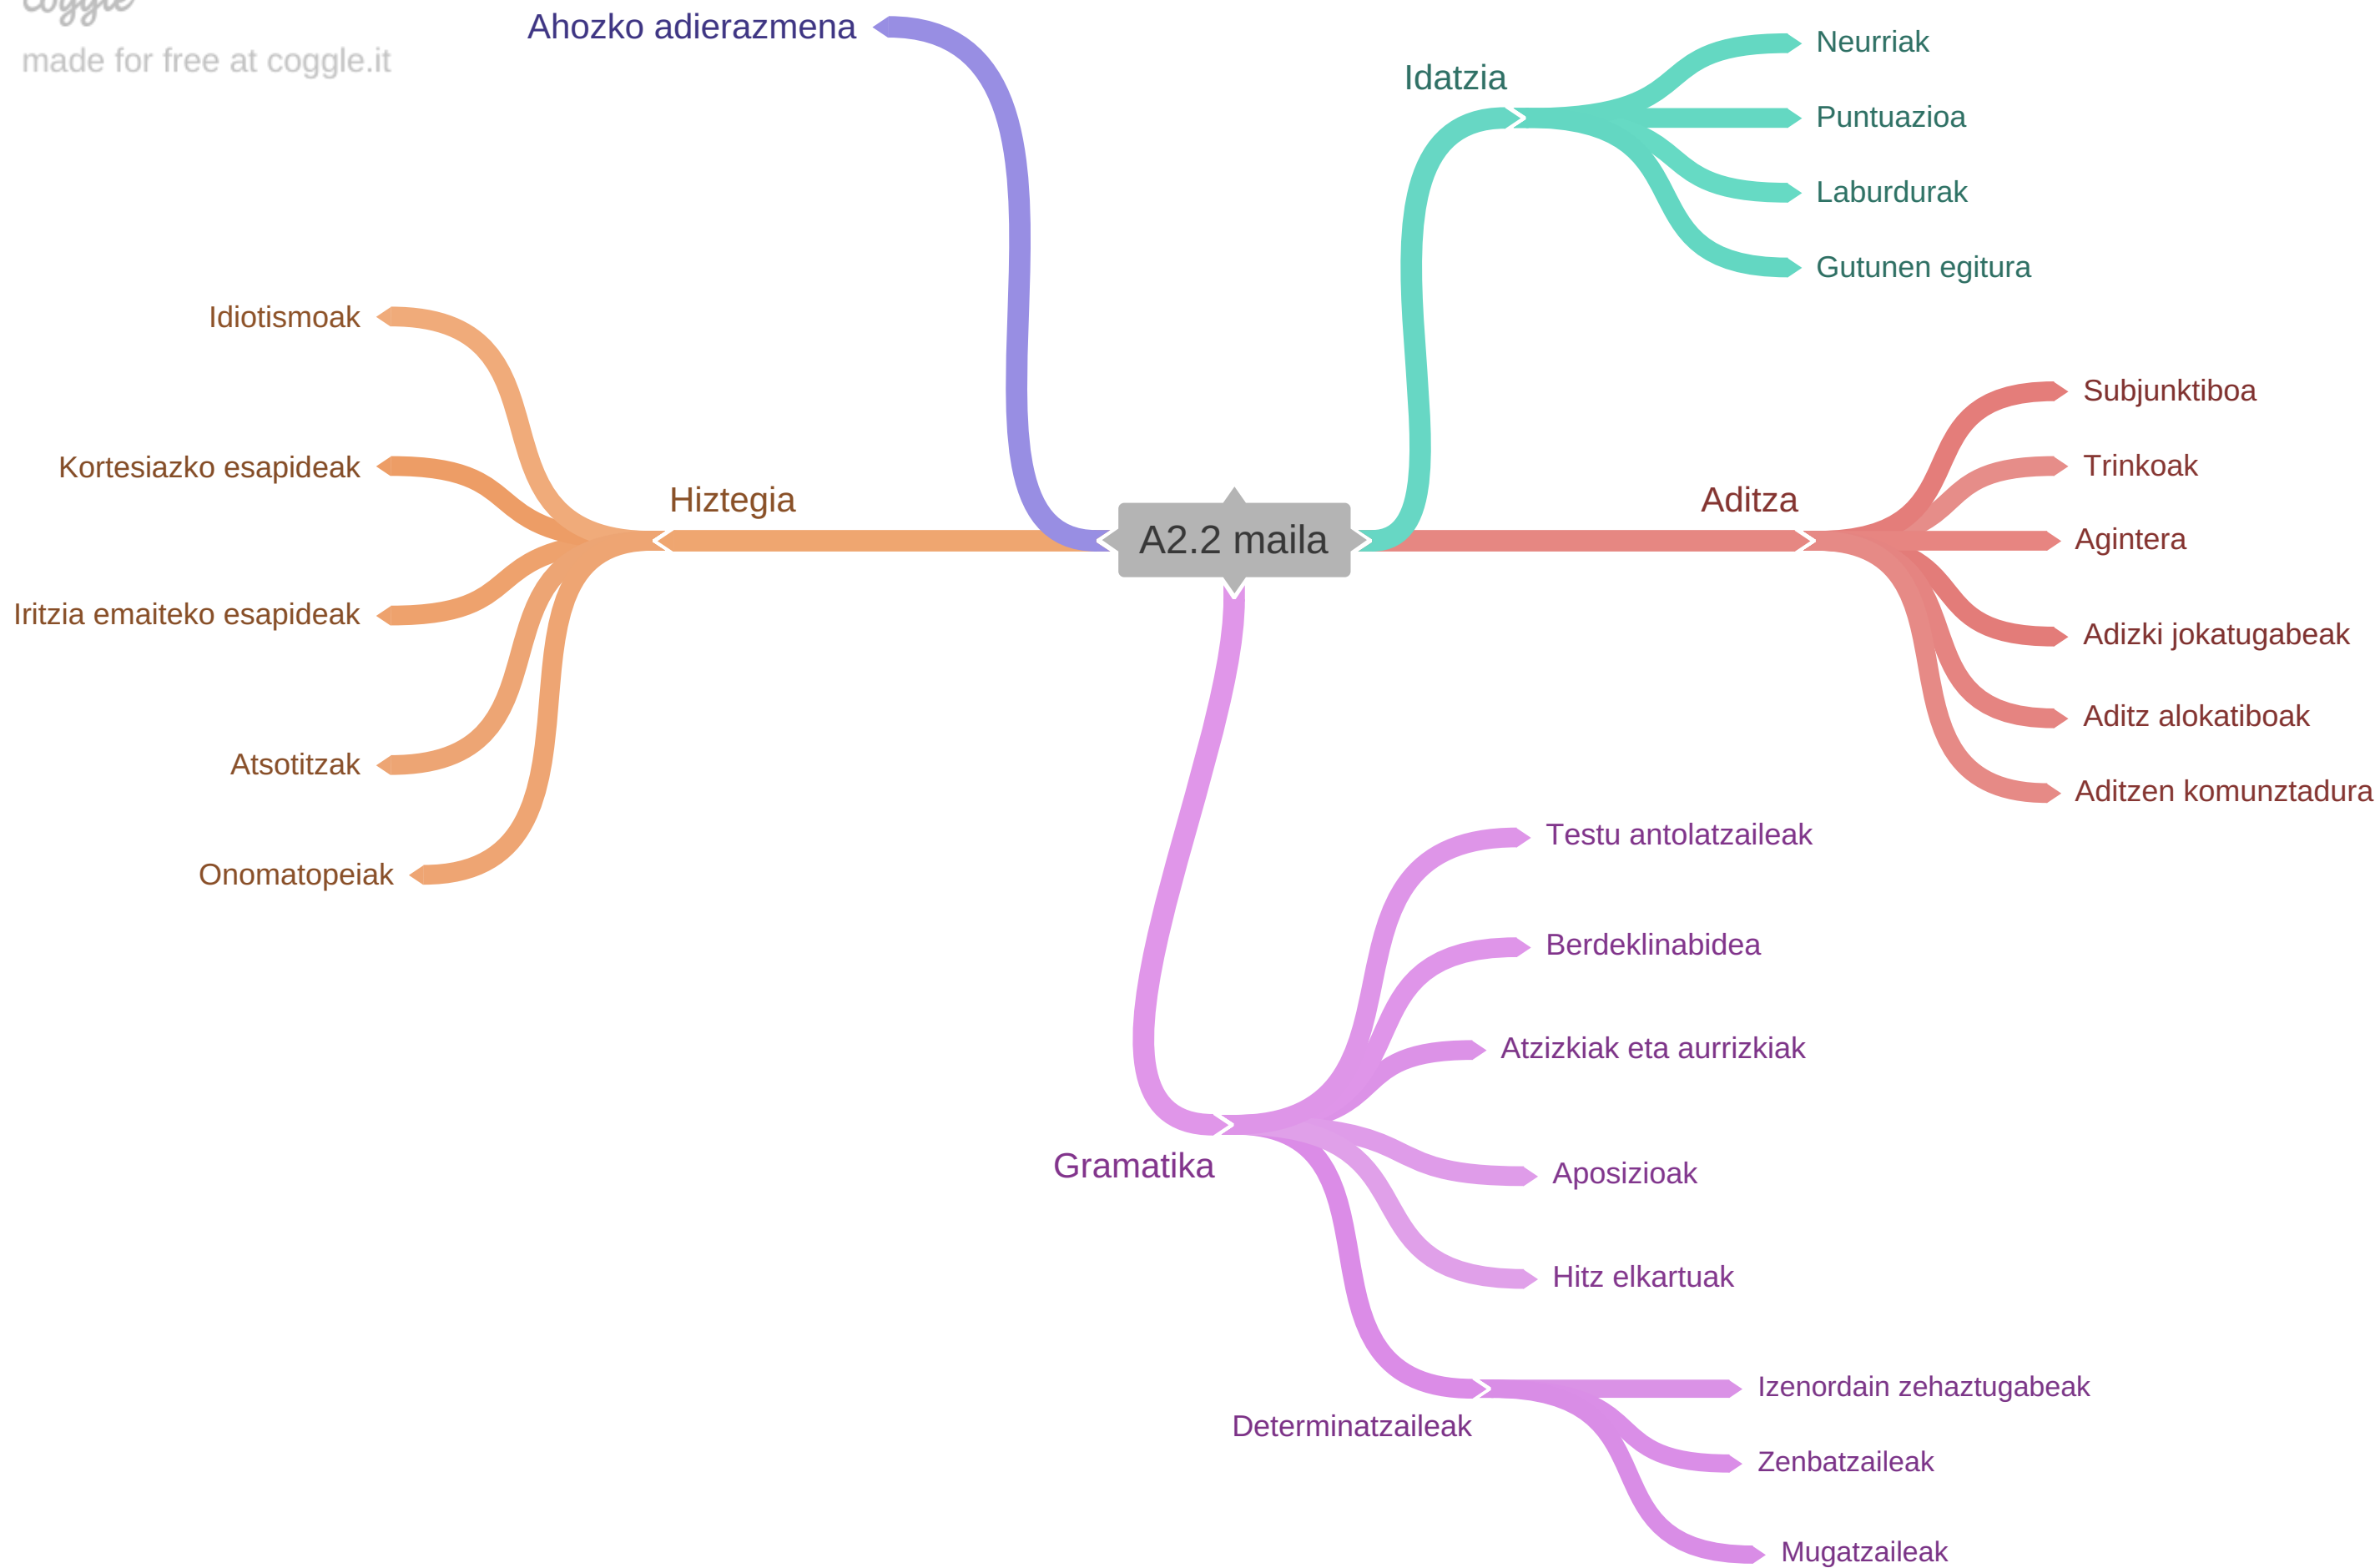 coggle
made for free at coggle.it
Ahozko adierazmena
Idatzia
Neurriak
Puntuazioa
Laburdurak
Gutunen egitura
Idiotismoak
Kortesiazko esapideak
Hiztegia
Iritzia emaiteko esapideak
Atsotitzak
Onomatopeiak
A2.2 maila
Aditza
Subjunktiboa
Trinkoak
Agintera
Adizki jokatugabeak
Aditz alokatiboak
Aditzen komunztadura
Testu antolatzaileak
Berdeklinabidea
Atzizkiak eta aurrizkiak
Gramatika
Aposizioak
Hitz elkartuak
Determinatzaileak
Izenordain zehaztugabeak
Zenbatzaileak
Mugatzaileak